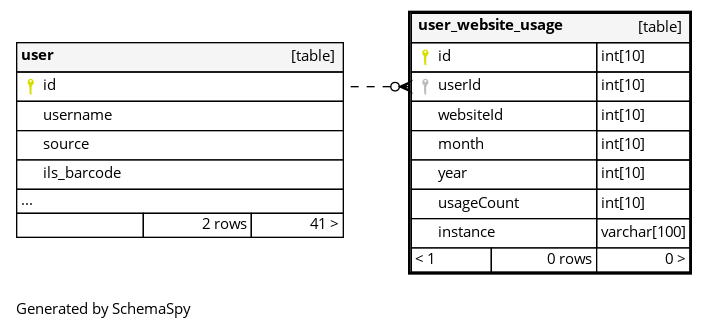 user [table]
id
username
source
ils_barcode
...
2 rows 41 >
user_website_usage [table]
id int[10]
userId int[10]
websiteId int[10]
month int[10]
year int[10]
usageCount int[10]
instance varchar[100]
< 1 0 rows 0 >
Generated by SchemaSpy